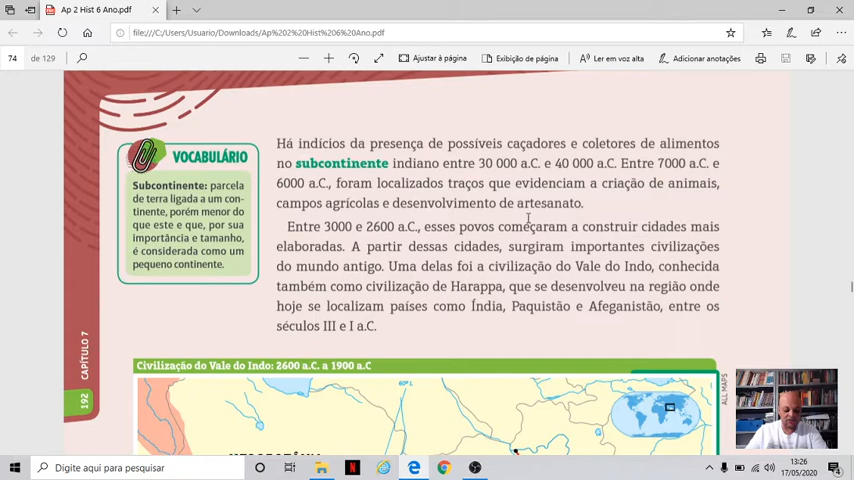 Ap 2 Hist 6 Ano.pdf
file:///C:/Users/Usuario/Downloads/Ap%202%20Hist%206%20Ano.pdf
74 de 129
Ajustar à página
Exibição de página
Ler em voz alta
Adicionar anotações
VOCABULÁRIO
Subcontinente: parcela
de terra ligada a um con-
tinente, porém menor do
que este e que, por sua
importância e tamanho,
é considerada como um
pequeno continente.
Há indícios da presença de possíveis caçadores e coletores de alimentos
no subcontinente indiano entre 30 000 a.C. e 40 000 a.C. Entre 7000 a.C. e
6000 a.C., foram localizados traços que evidenciam a criação de animais,
campos agrícolas e desenvolvimento de artesanato.
Entre 3000 e 2600 a.C., esses povos começaram a construir cidades mais
elaboradas. A partir dessas cidades, surgiram importantes civilizações
do mundo antigo. Uma delas foi a civilização do Vale do Indo, conhecida
também como civilização de Harappa, que se desenvolveu na região onde
hoje se localizam países como Índia, Paquistão e Afeganistão, entre os
séculos III e I a.C.
CAPÍTULO 7
192
Civilização do Vale do Indo: 2600 a.C. a 1900 a.C
ALL MAPS
60° L
Digite aqui para pesquisar
13:26
17/05/2020
4